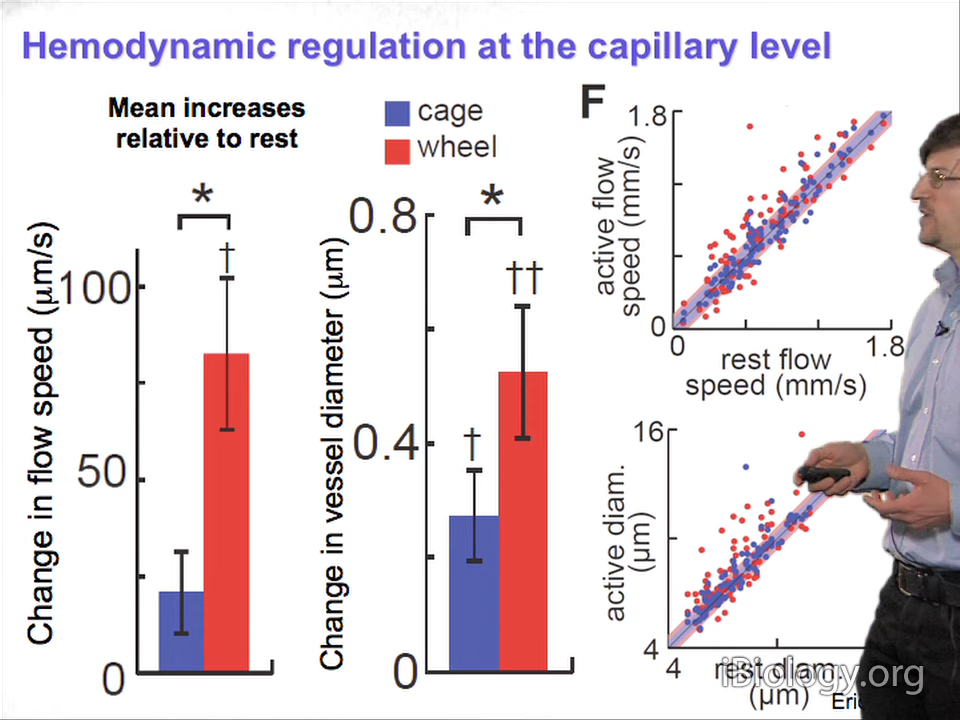 Hemodynamic regulation at the capillary level
Mean increases
relative to rest
cage
wheel
*
†
Change in flow speed (μm/s)
100
50
0
*
†
††
Change in vessel diameter (μm)
0.8
0.4
0
F
active flow
speed (mm/s)
1.8
0
0
1.8
rest flow
speed (mm/s)
active diam.
(μm)
16
4
4
rest diam.
(μm)
iBiology.org